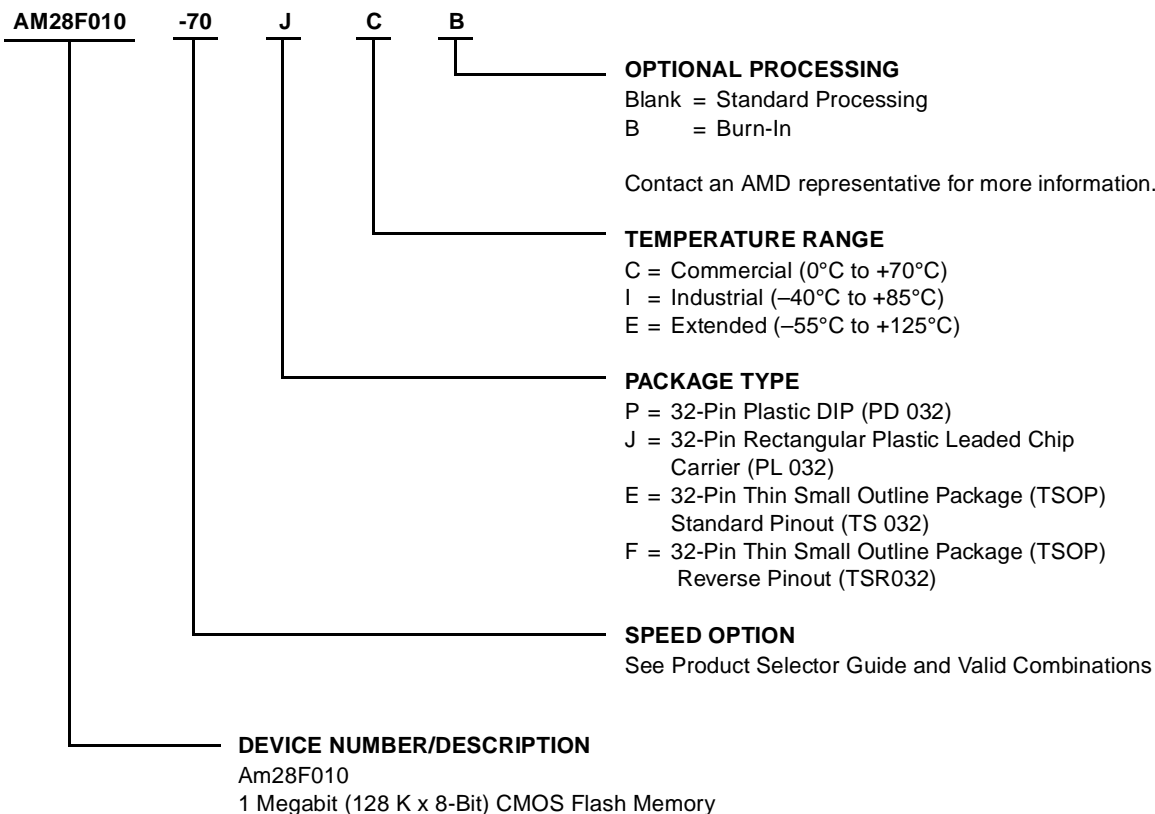 AM28F010 -70 J C B
OPTIONAL PROCESSING
Blank = Standard Processing
B = Burn-In
Contact an AMD representative for more information.
TEMPERATURE RANGE
C = Commercial (0°C to +70°C)
I = Industrial (–40°C to +85°C)
E = Extended (–55°C to +125°C)
PACKAGE TYPE
P = 32-Pin Plastic DIP (PD 032)
J = 32-Pin Rectangular Plastic Leaded Chip
Carrier (PL 032)
E = 32-Pin Thin Small Outline Package (TSOP)
Standard Pinout (TS 032)
F = 32-Pin Thin Small Outline Package (TSOP)
Reverse Pinout (TSR032)
SPEED OPTION
See Product Selector Guide and Valid Combinations
DEVICE NUMBER/DESCRIPTION
Am28F010
1 Megabit (128 K x 8-Bit) CMOS Flash Memory